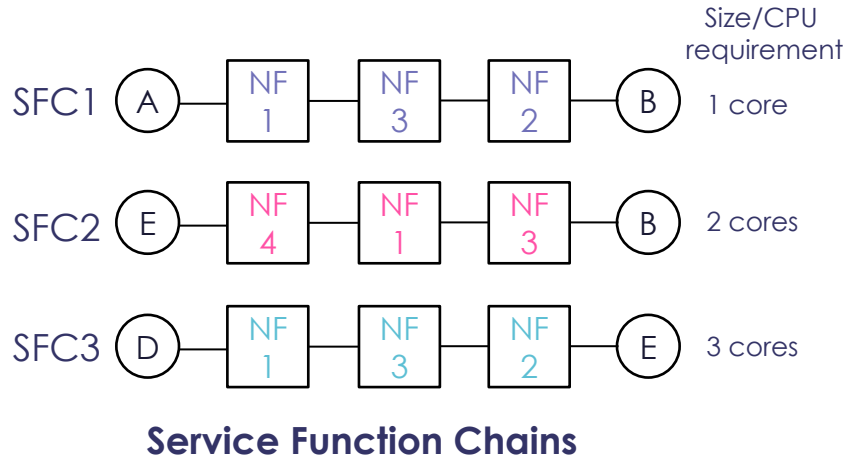 Size/CPU
requirement
SFC1 A NF 1 NF 3 NF 2 B 1 core
SFC2 E NF 4 NF 1 NF 3 B 2 cores
SFC3 D NF 1 NF 3 NF 2 E 3 cores
Service Function Chains